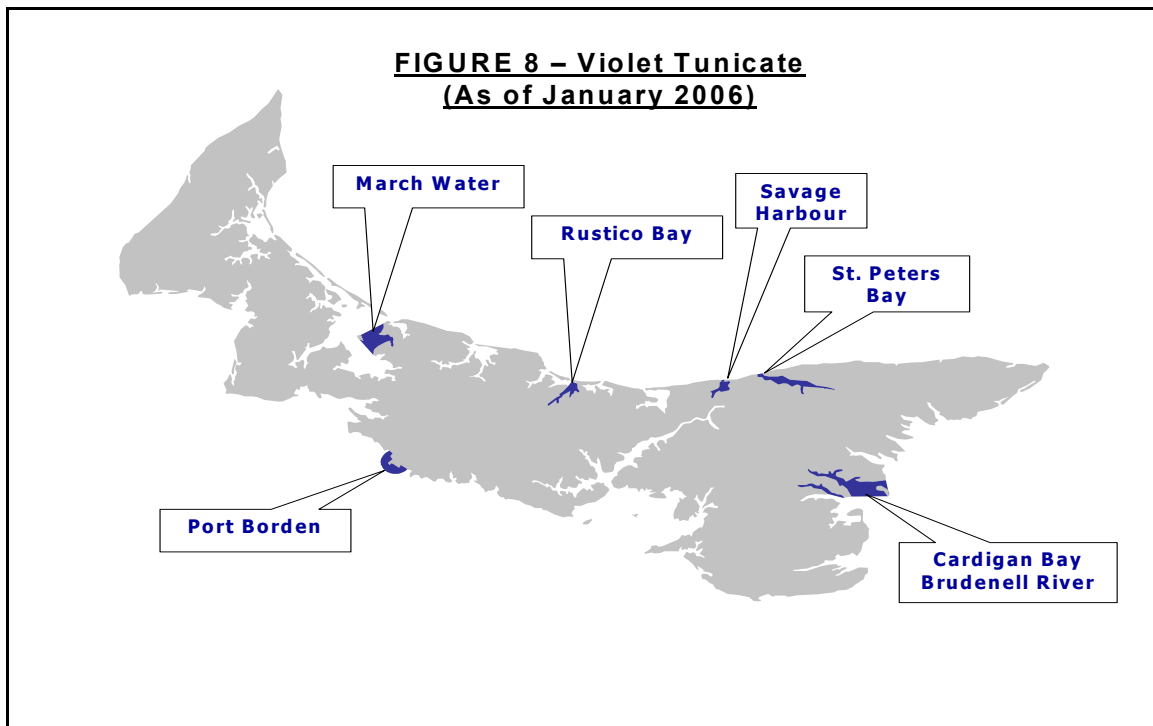 FIGURE 8 – Violet Tunicate
(As of January 2006)
March Water
Rustico Bay
Savage
Harbour
St. Peters
Bay
Port Borden
Cardigan Bay
Brudenell River